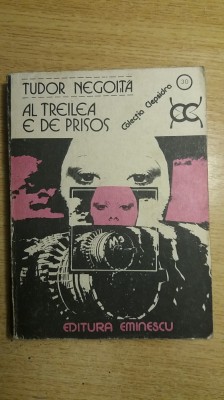 TUDOR NEGOIȚĂ
AL TREILEA
E DE PRISOS
Colecția Clepsidra
30
EDITURA EMINESCU